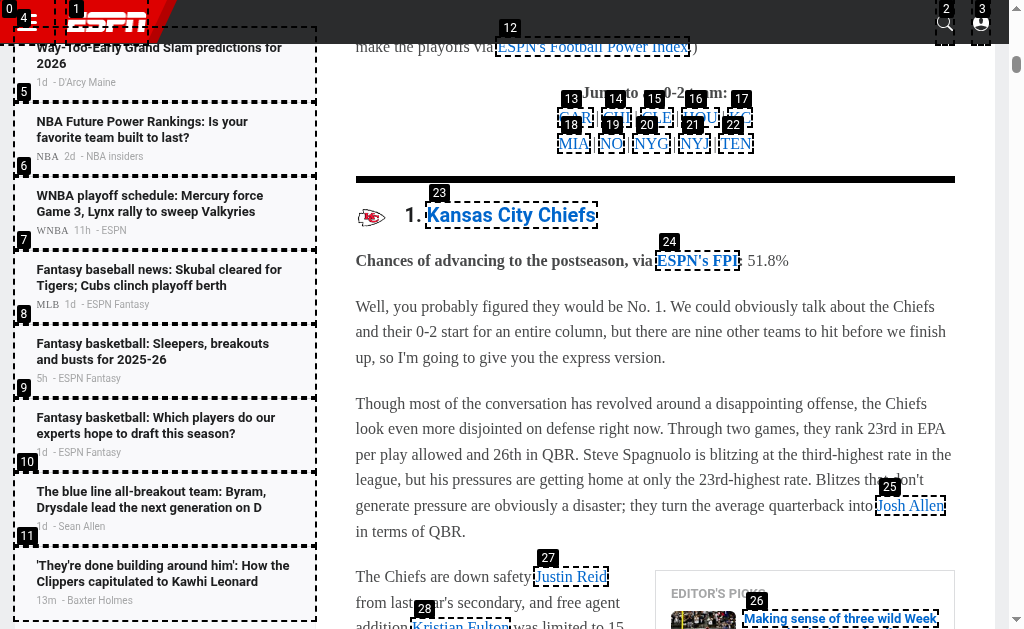 0
1
2
3
4
ESPN
Way-Too-Early Grand Slam predictions for
2026
1d - D'Arcy Maine
5
NBA Future Power Rankings: Is your
favorite team built to last?
NBA 2d - NBA insiders
6
WNBA playoff schedule: Mercury force
Game 3, Lynx rally to sweep Valkyries
WNBA 11h - ESPN
7
Fantasy baseball news: Skubal cleared for
Tigers; Cubs clinch playoff berth
MLB 1d - ESPN Fantasy
8
Fantasy basketball: Sleepers, breakouts
and busts for 2025-26
5h - ESPN Fantasy
9
Fantasy basketball: Which players do our
experts hope to draft this season?
1d - ESPN Fantasy
10
The blue line all-breakout team: Byram,
Drysdale lead the next generation on D
1d - Sean Allen
11
'They're done building around him': How the
Clippers capitulated to Kawhi Leonard
13m - Baxter Holmes
12
make the playoffs via ESPN's Football Power Index.)
to 0-2 team:
13 14 15 16 17
CAR | CHI | CLE | HOU | KC
18 19 20 21 22
MIA | NO | NYG | NYJ | TEN
23
1. Kansas City Chiefs
24
Chances of advancing to the postseason, via ESPN's FPI: 51.8%
Well, you probably figured they would be No. 1. We could obviously talk about the Chiefs
and their 0-2 start for an entire column, but there are nine other teams to hit before we finish
up, so I'm going to give you the express version.
Though most of the conversation has revolved around a disappointing offense, the Chiefs
look even more disjointed on defense right now. Through two games, they rank 23rd in EPA
per play allowed and 26th in QBR. Steve Spagnuolo is blitzing at the third-highest rate in the
league, but his pressures are getting home at only the 23rd-highest rate. Blitzes that don't
25
generate pressure are obviously a disaster; they turn the average quarterback into Josh Allen
in terms of QBR.
27
The Chiefs are down safety Justin Reid
from last year's secondary, and free agent
28
addition Kristian Fulton was limited to 15
EDITOR'S PICKS
26
Making sense of three wild Week